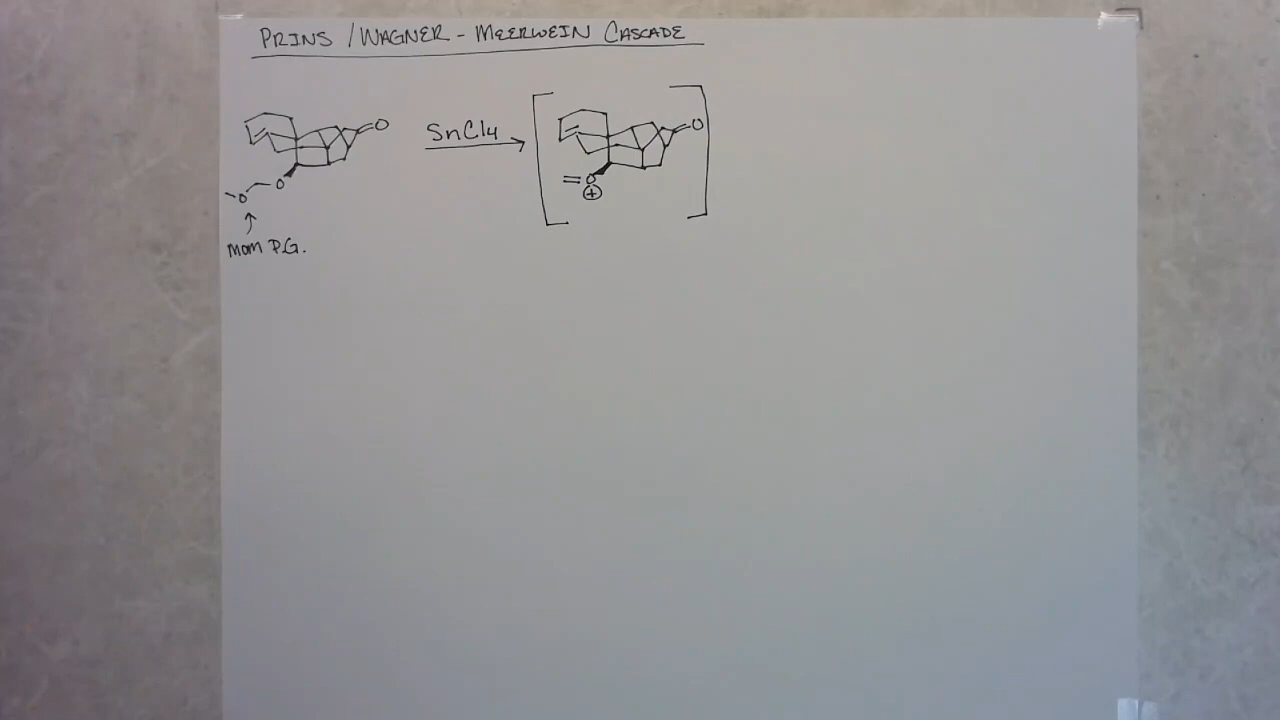 PRINS / WAGNER - MEERWEIN CASCADE
O SnCl4 O
O O
O ⊕
mom P.G.